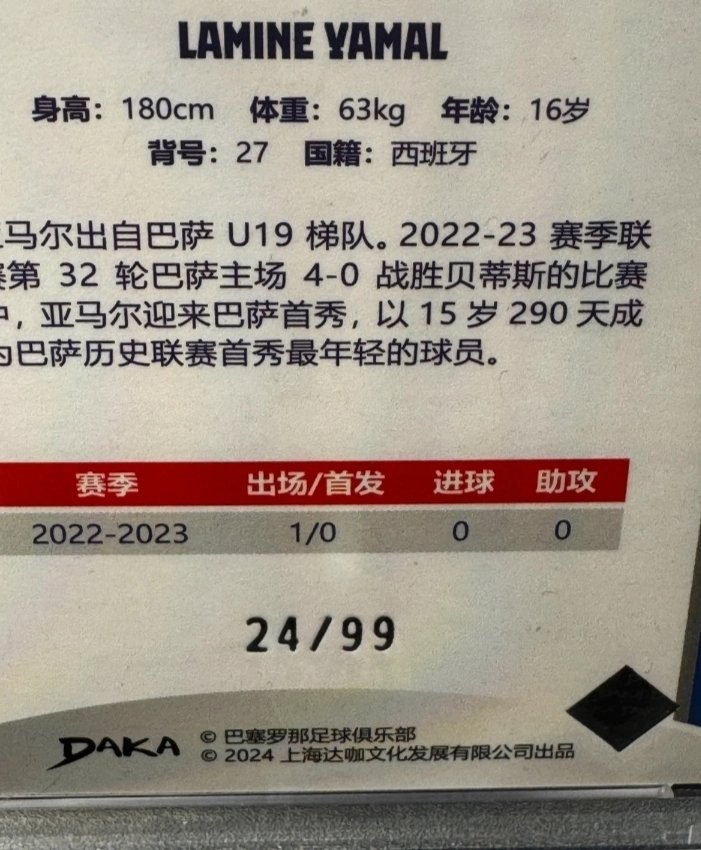 LAMINE YAMAL
身高：180cm 体重：63kg 年龄：16岁
背号：27 国籍：西班牙
马尔出自巴萨 U19 梯队。2022-23 赛季联
第 32 轮巴萨主场 4-0 战胜贝蒂斯的比赛
，亚马尔迎来巴萨首秀，以 15 岁 290 天成
巴萨历史联赛首秀最年轻的球员。
赛季 出场/首发 进球 助攻
2022-2023 1/0 0 0
24/99
DAKA
© 巴塞罗那足球俱乐部
© 2024 上海达咖文化发展有限公司出品